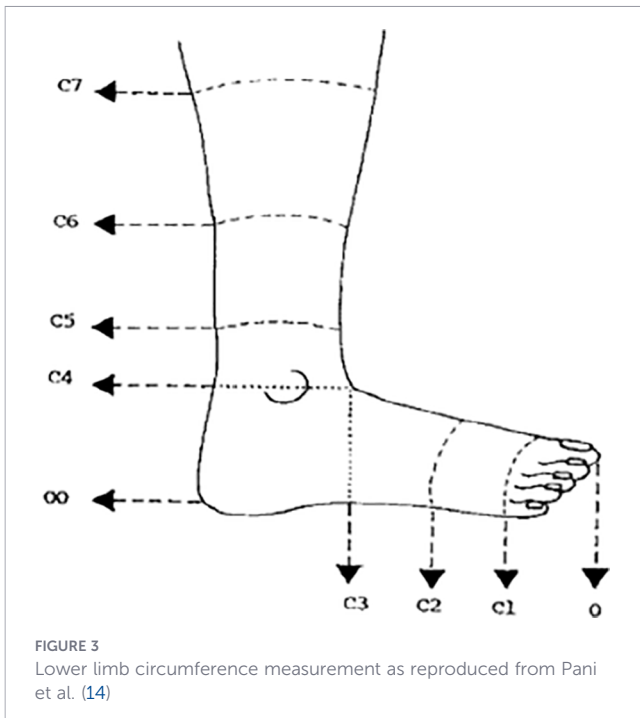 C7
C6
C5
C4
OO
C3 C2 C1 O
FIGURE 3
Lower limb circumference measurement as reproduced from Pani
et al. (14)